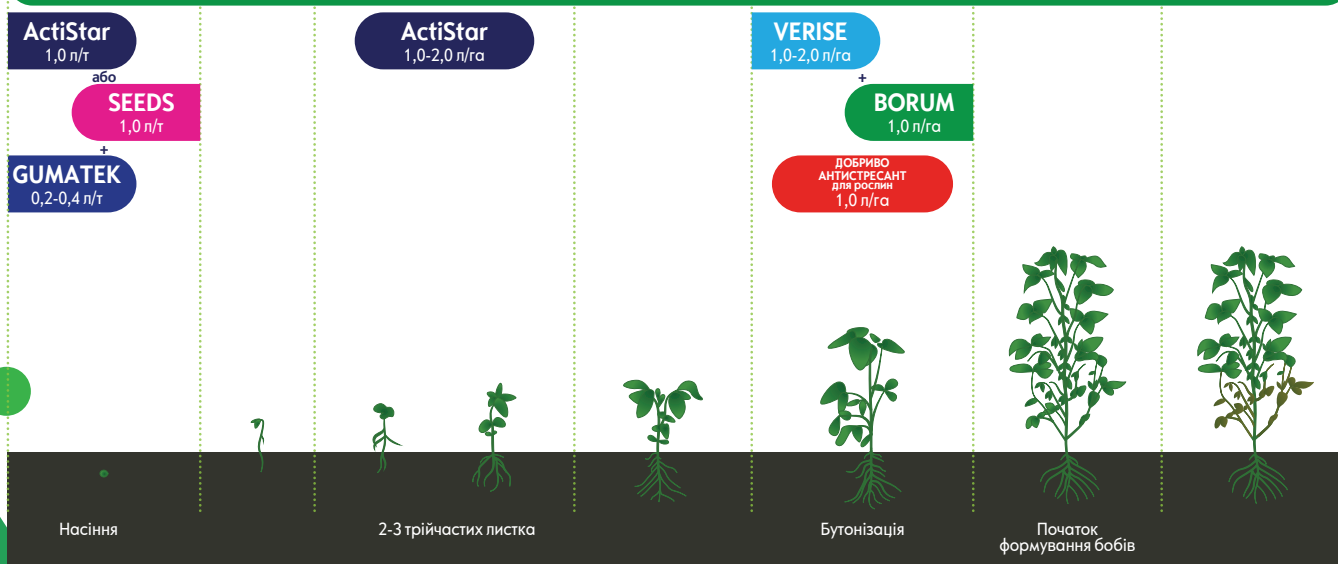 ActiStar
1,0 л/т
або
SEEDS
1,0 л/т
+
GUMATEK
0,2-0,4 л/т
ActiStar
1,0-2,0 л/га
VERISE
1,0-2,0 л/га
+
BORUM
1,0 л/га
ДОБРИВО
АНТИСТРЕСАНТ
для рослин
1,0 л/га
Насіння
2-3 трійчастих листка
Бутонізація
Початок
формування бобів